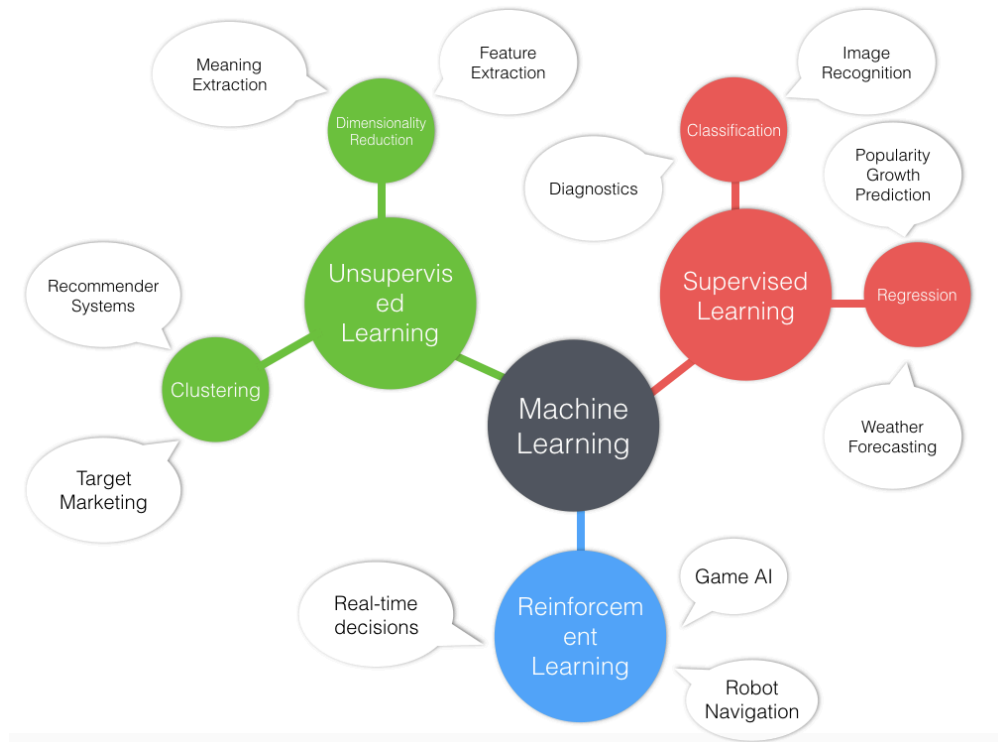 Meaning
Extraction
Feature
Extraction
Dimensionality
Reduction
Image
Recognition
Classification
Diagnostics
Popularity
Growth
Prediction
Recommender
Systems
Unsupervis
ed
Learning
Supervised
Learning
Regression
Clustering
Machine
Learning
Weather
Forecasting
Target
Marketing
Real-time
decisions
Reinforcem
ent
Learning
Game AI
Robot
Navigation